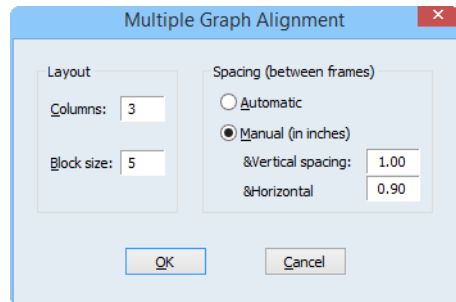 Multiple Graph Alignment
Layout
Columns: 3
Block size: 5
Spacing (between frames)
Automatic
Manual (in inches)
&Vertical spacing: 1.00
&Horizontal 0.90
OK
Cancel